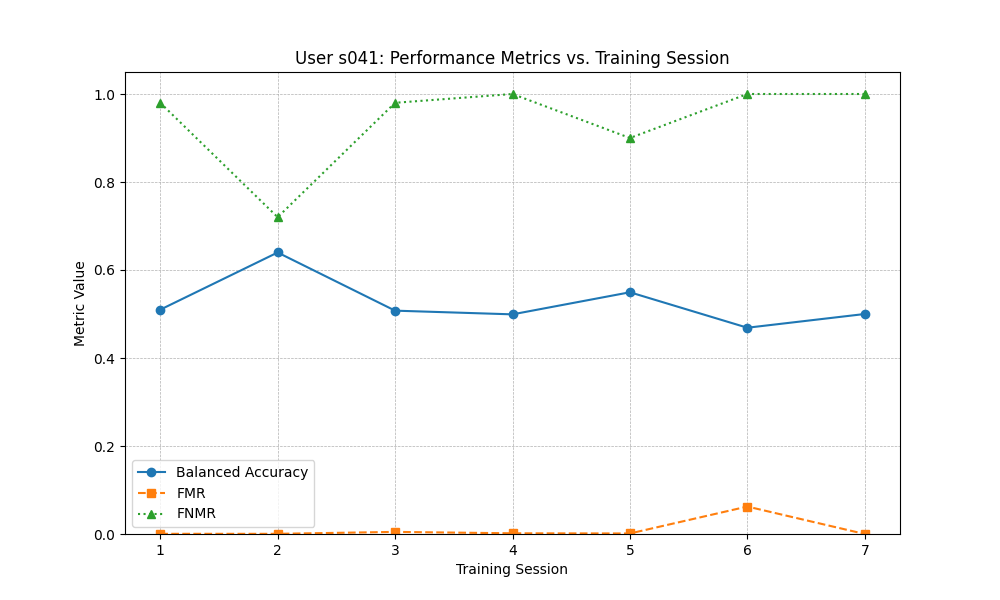 User s041: Performance Metrics vs. Training Session
Metric Value
1.0
0.8
0.6
0.4
0.2
0.0
Balanced Accuracy
FMR
FNMR
1 2 3 4 5 6 7
Training Session